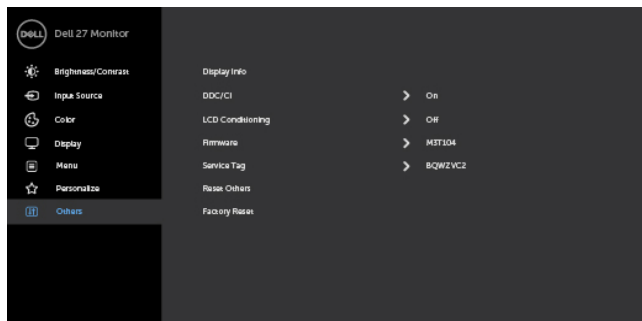 DELL Dell 27 Monitor
Brightness/Contrast Display Info
Input Source DDC/CI On
Color LCD Conditioning Off
Display Firmware M3T104
Menu Service Tag BQWZVC2
Personalize Reset Others
Others Factory Reset